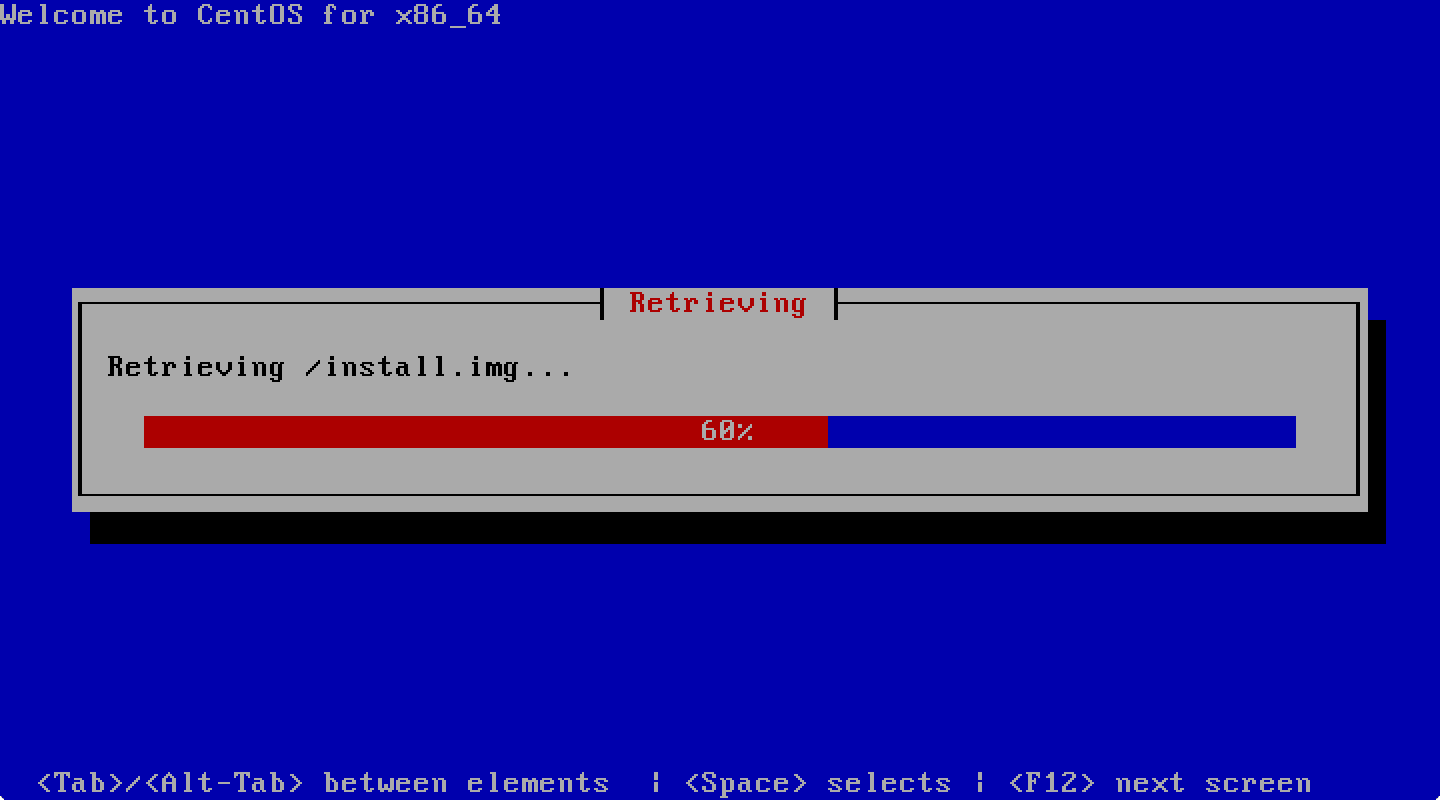 Welcome to CentOS for x86_64
Retrieving
Retrieving /install.img...
60%
<Tab>/<Alt-Tab> between elements  | <Space> selects | <F12> next screen